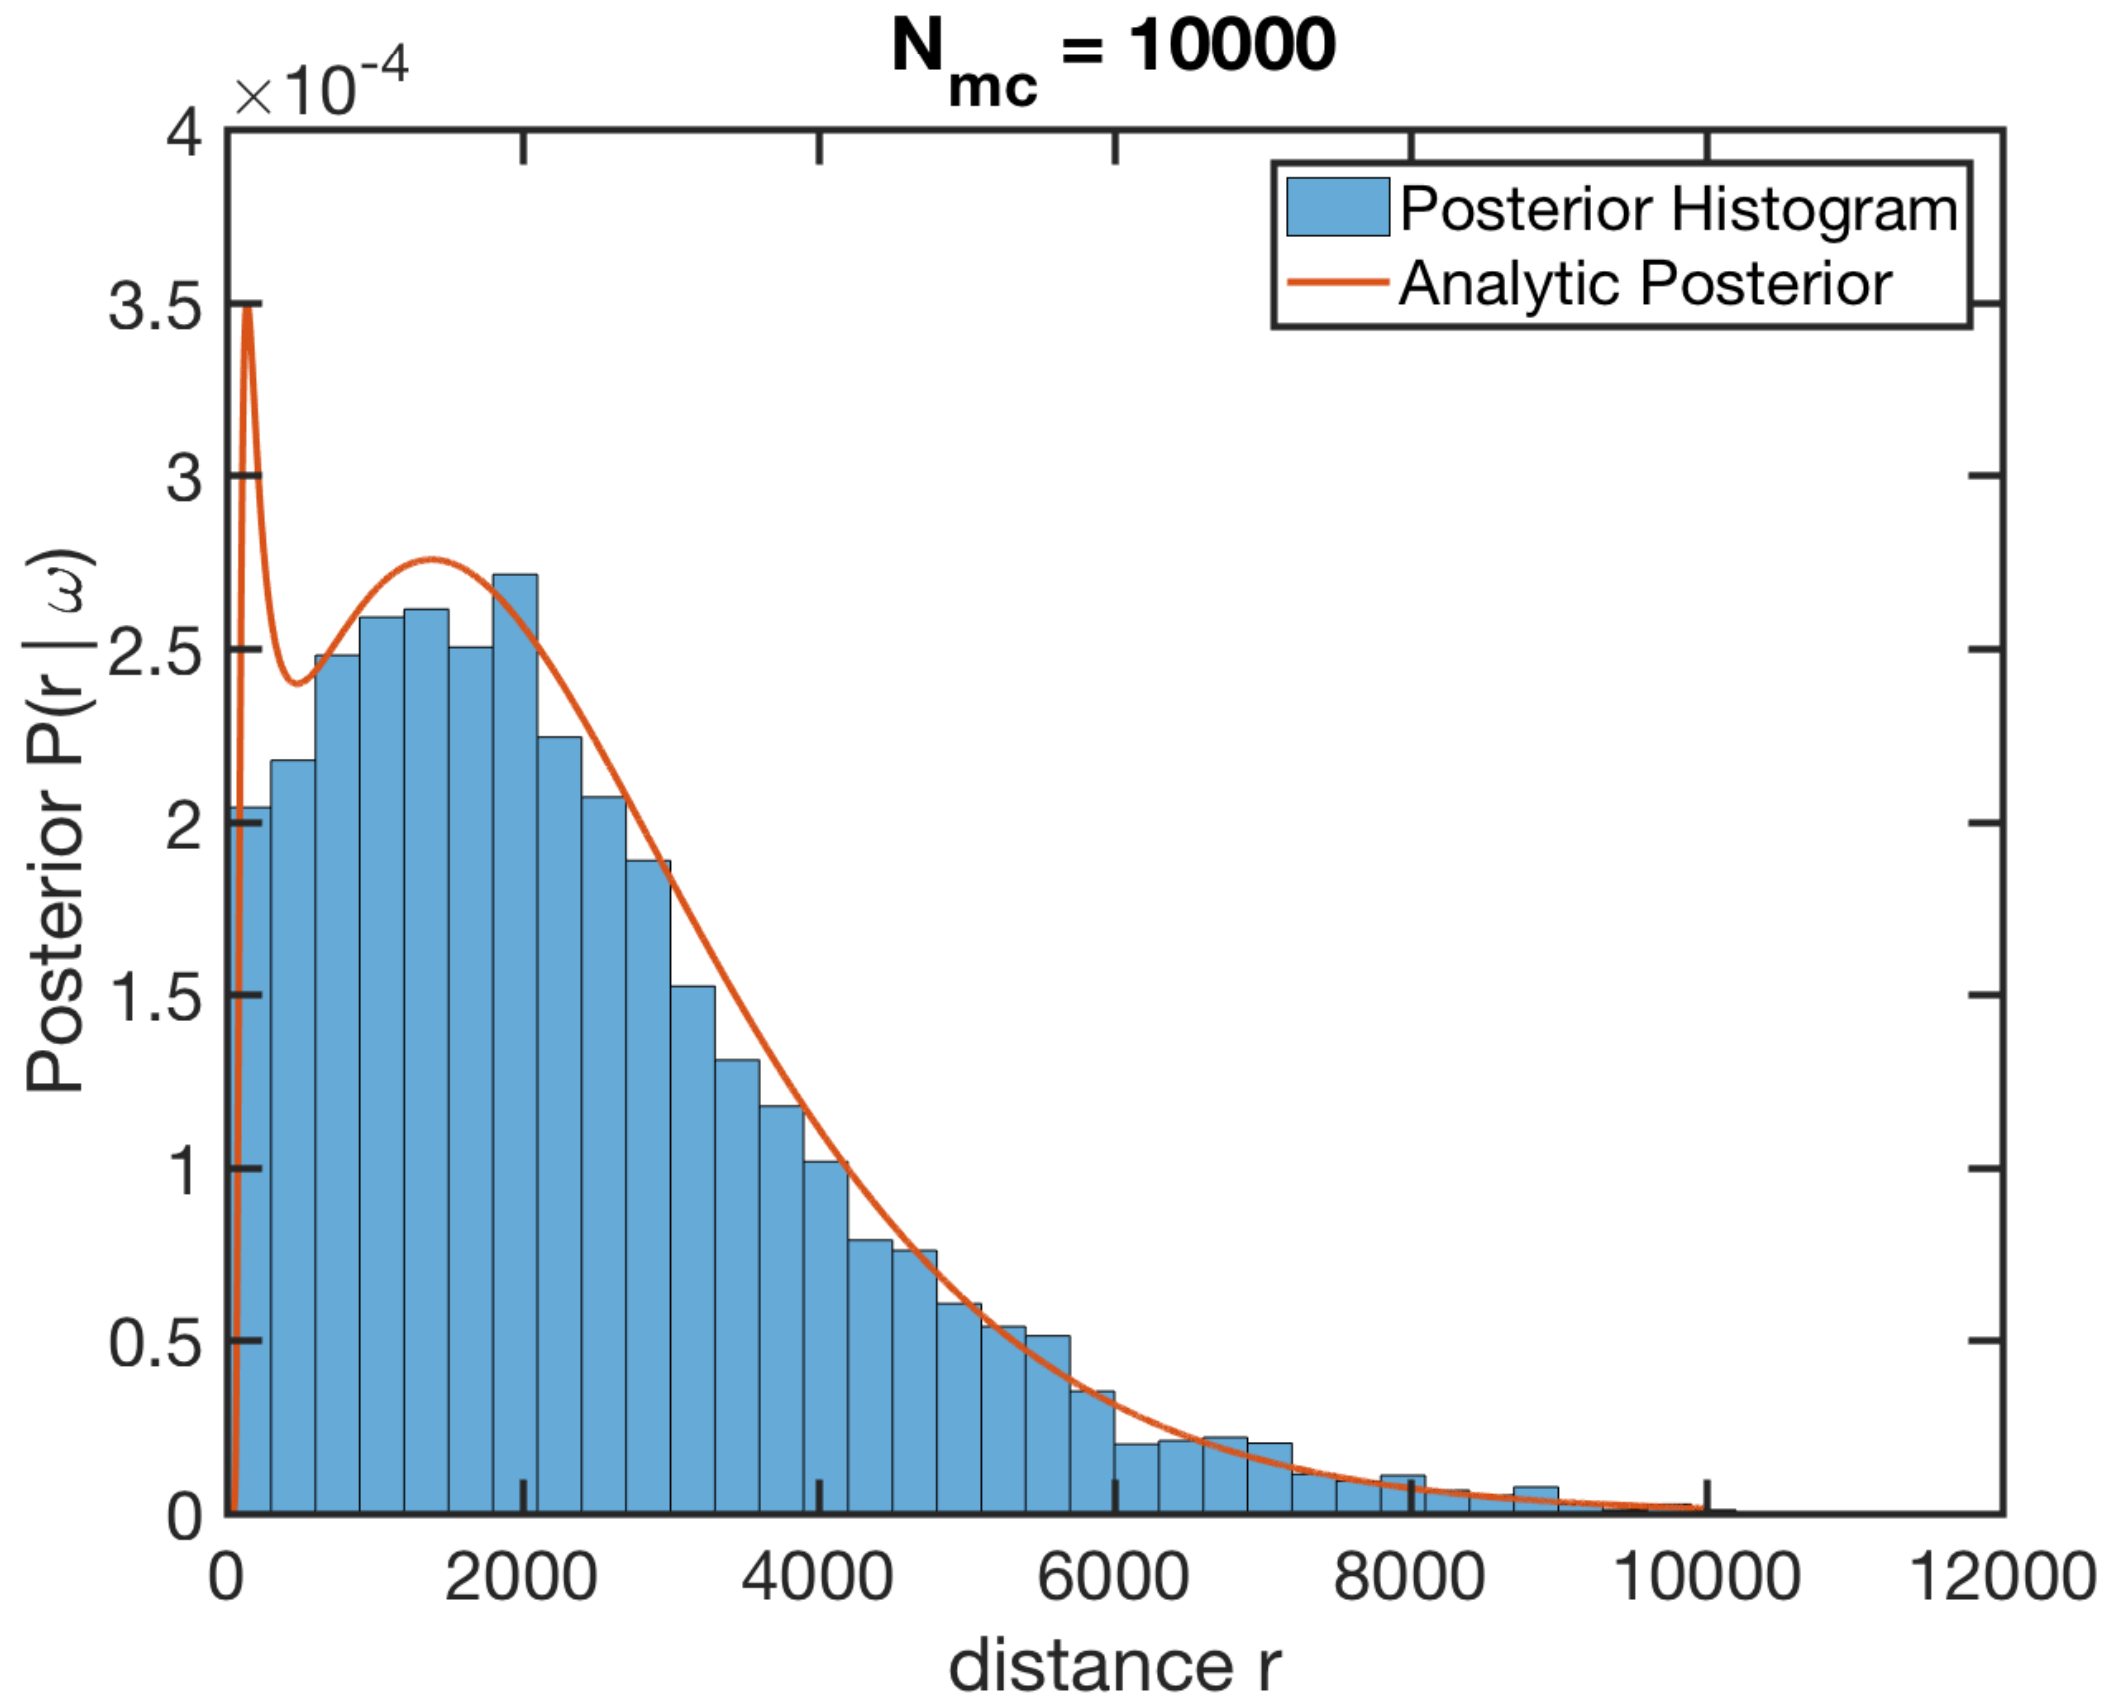 N_mc = 10000
×10^-4
4
3.5
3
2.5
2
1.5
1
0.5
0
Posterior P(r | ω)
Posterior Histogram
Analytic Posterior
0 2000 4000 6000 8000 10000 12000
distance r